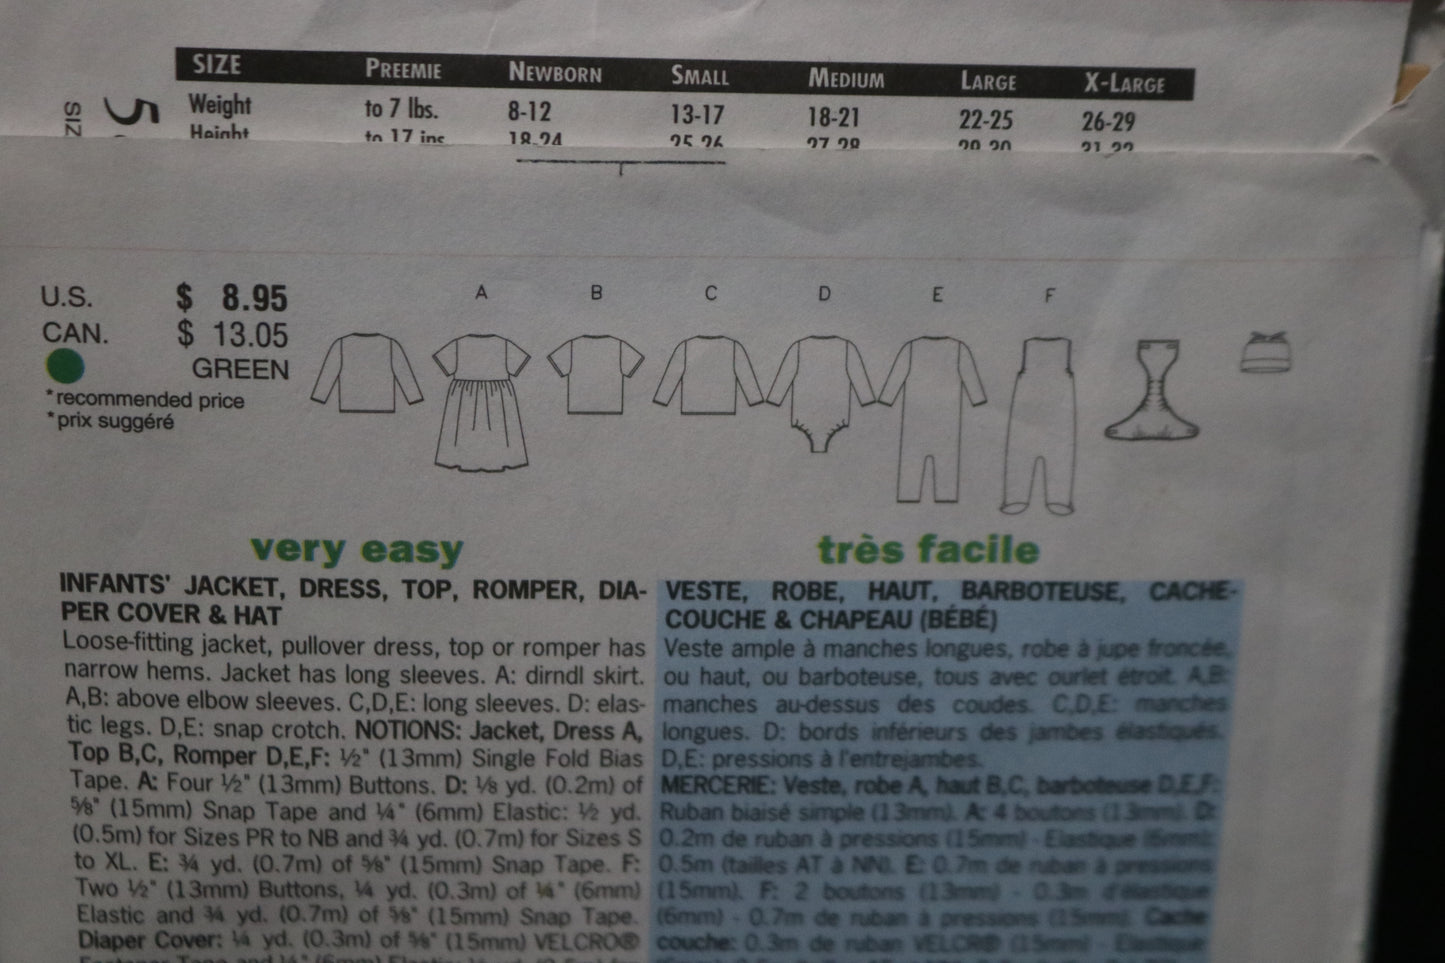 SIZE PREEMIE NEWBORN SMALL MEDIUM LARGE X-LARGE
Weight to 7 lbs. 8-12 13-17 18-21 22-25 26-29
Height to 17 ins. 18-24
SIZ
5
U.S. $ 8.95
CAN. $ 13.05
GREEN
*recommended price
*prix suggéré
A B C D E F
very easy
INFANTS' JACKET, DRESS, TOP, ROMPER, DIA-
PER COVER & HAT
Loose-fitting jacket, pullover dress, top or romper has
narrow hems. Jacket has long sleeves. A: dirndl skirt.
A,B: above elbow sleeves. C,D,E: long sleeves. D: elas-
tic legs. D,E: snap crotch. NOTIONS: Jacket, Dress A,
Top B,C, Romper D,E,F: ½" (13mm) Single Fold Bias
Tape. A: Four ½" (13mm) Buttons. D: ⅛ yd. (0.2m) of
⅝" (15mm) Snap Tape and ¼" (6mm) Elastic: ½ yd.
(0.5m) for Sizes PR to NB and ¾ yd. (0.7m) for Sizes S
to XL. E: ¾ yd. (0.7m) of ⅝" (15mm) Snap Tape. F:
Two ½" (13mm) Buttons, ¼ yd. (0.3m) of ¼" (6mm)
Elastic and ¾ yd. (0.7m) of ⅝" (15mm) Snap Tape.
Diaper Cover: ¼ yd. (0.3m) of ⅝" (15mm) VELCRO®
très facile
VESTE, ROBE, HAUT, BARBOTEUSE, CACHE-
COUCHE & CHAPEAU (BÉBÉ)
Veste ample à manches longues, robe à jupe froncée,
ou haut, ou barboteuse, tous avec ourlet étroit. A,B:
manches au-dessus des coudes. C,D,E: manches
longues. D: bords inférieurs des jambes élastiqués.
D,E: pressions à l'entrejambes.
MERCERIE: Veste, robe A, haut B,C, barboteuse D,E,F:
Ruban biaisé simple (13mm). A: 4 boutons (13mm). D:
0.2m de ruban à pressions (15mm) - Elastique (6mm):
0.5m (tailles AT à NN). E: 0.7m de ruban à pressions
(15mm). F: 2 boutons (13mm) - 0.3m d'élastique
(6mm) - 0.7m de ruban à pressions (15mm). Cache
couche: 0.3m de ruban VELCRO® (15mm) - Elastique